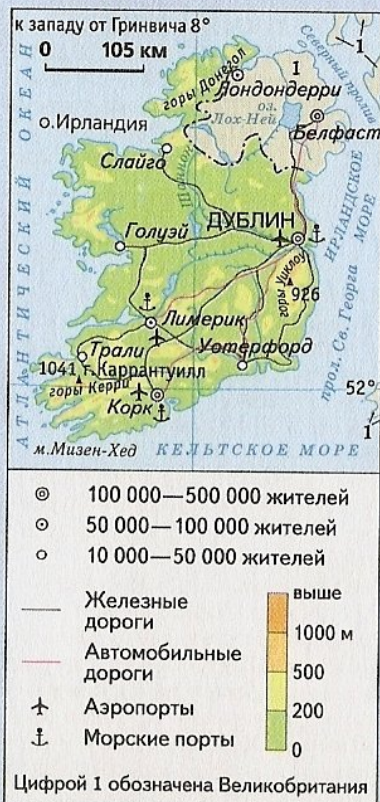 к западу от Гринвича 8°
0 105 км
1
Северный пролив
1
горы Донегол
Лондондерри
оз.
Лох-Ней
Белфаст
о.Ирландия
Слайго
Шаннон
АТЛАНТИЧЕСКИЙ ОКЕАН
ИРЛАНДСКОЕ
МОРЕ
Голуэй
ДУБЛИН
горы Уиклоу
926
прол. Св. Георга
Лимерик
Трали
Уотерфорд
1041 г. Каррантуилл
горы Керри
52°
Корк
м.Мизен-Хед
КЕЛЬТСКОЕ МОРЕ
1
100 000—500 000 жителей
50 000—100 000 жителей
10 000—50 000 жителей
Железные
дороги
Автомобильные
дороги
Аэропорты
Морские порты
выше
1000 м
500
200
0
Цифрой 1 обозначена Великобритания